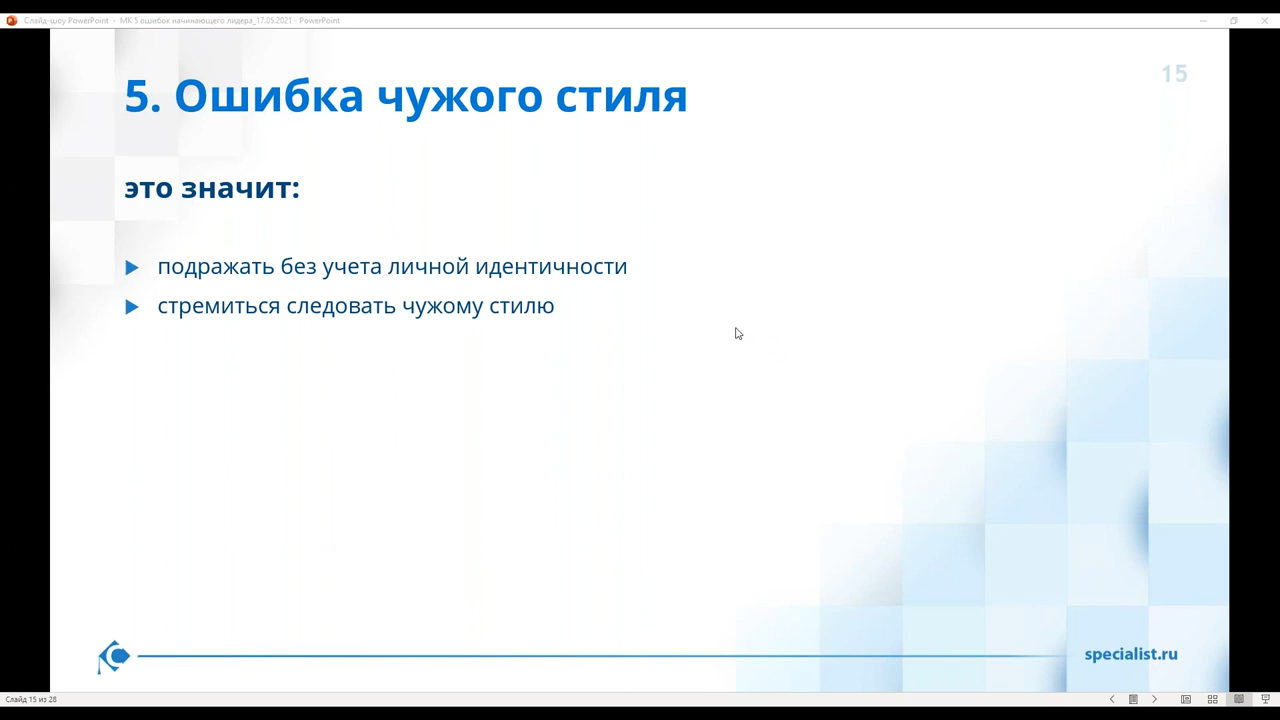 Слайд-шоу PowerPoint - МК 5 ошибок начинающего лидера_17.05.2021 - PowerPoint
15
5. Ошибка чужого стиля
это значит:
подражать без учета личной идентичности
стремиться следовать чужому стилю
specialist.ru
Слайд 15 из 28